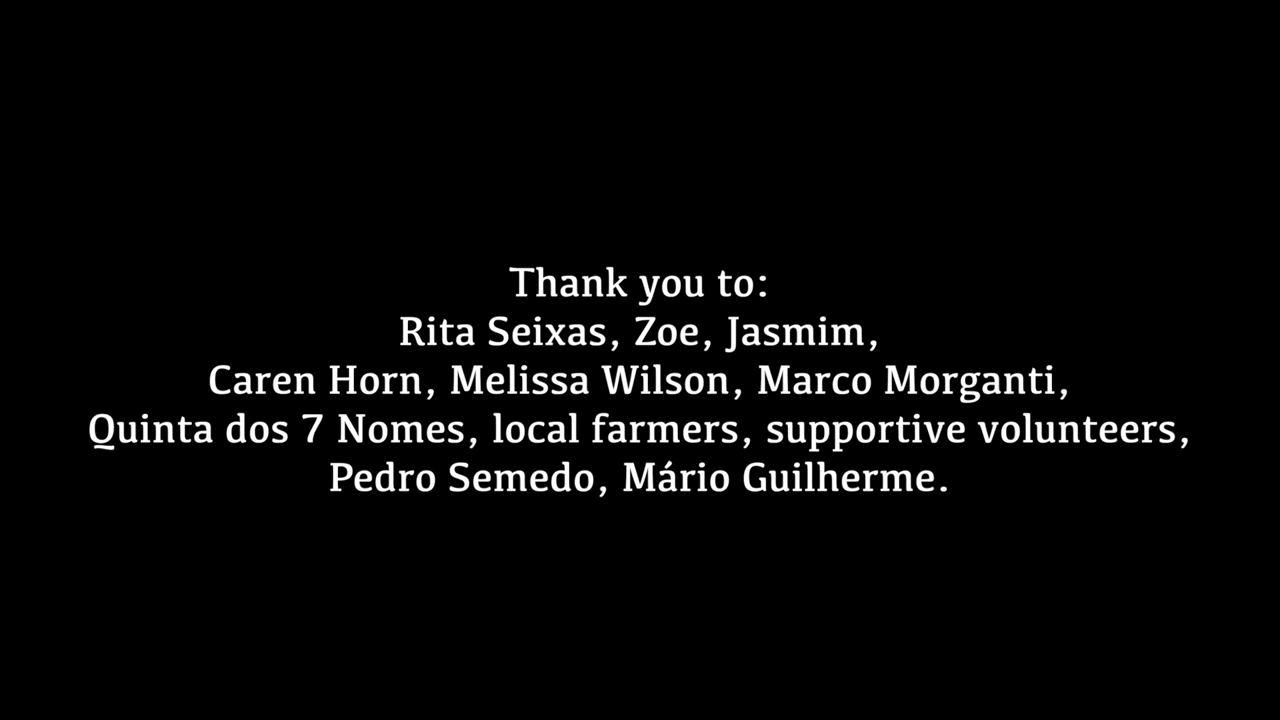 Thank you to:
Rita Seixas, Zoe, Jasmim,
Caren Horn, Melissa Wilson, Marco Morganti,
Quinta dos 7 Nomes, local farmers, supportive volunteers,
Pedro Semedo, Mário Guilherme.